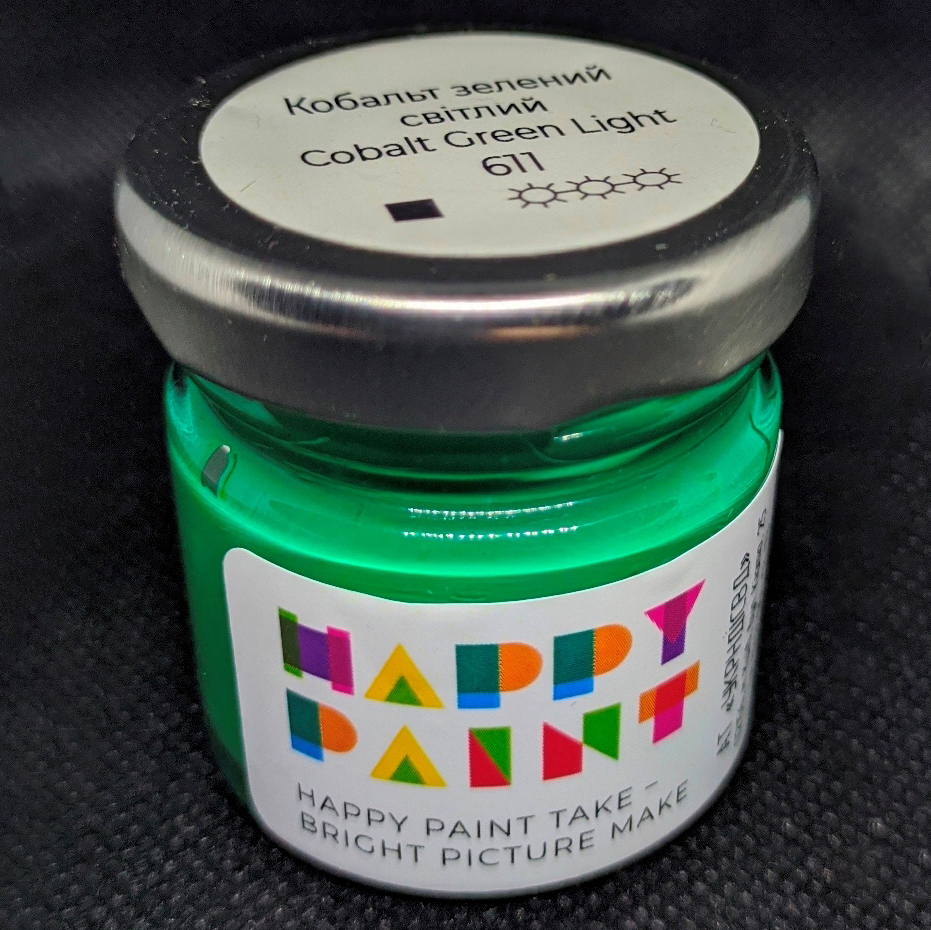 Кобальт зелений
світлий
Cobalt Green Light
611
HAPPY
PAINT
HAPPY PAINT TAKE –
BRIGHT PICTURE MAKE